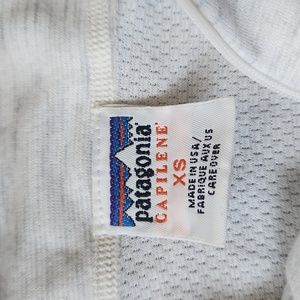 patagonia
CAPILENE
XS
MADE IN USA/
FABRIQUE AUX US
CARE OVER